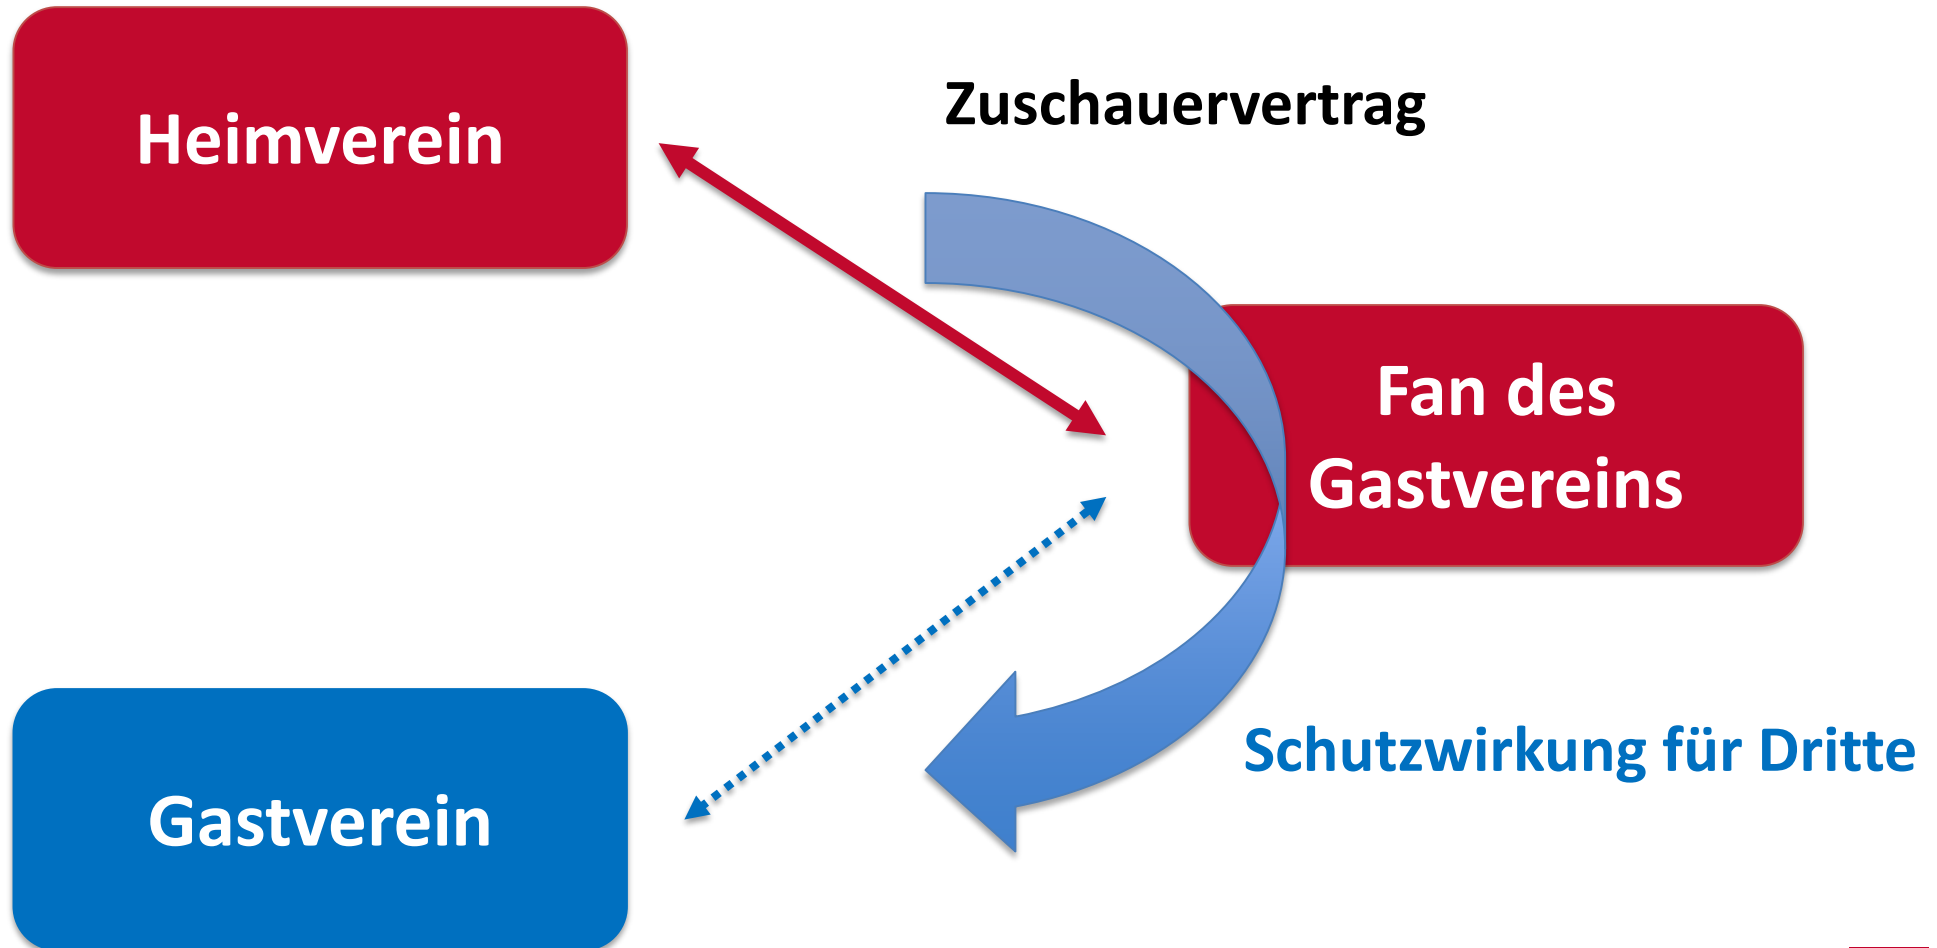 Heimverein
Zuschauervertrag
Fan des
Gastvereins
Schutzwirkung für Dritte
Gastverein